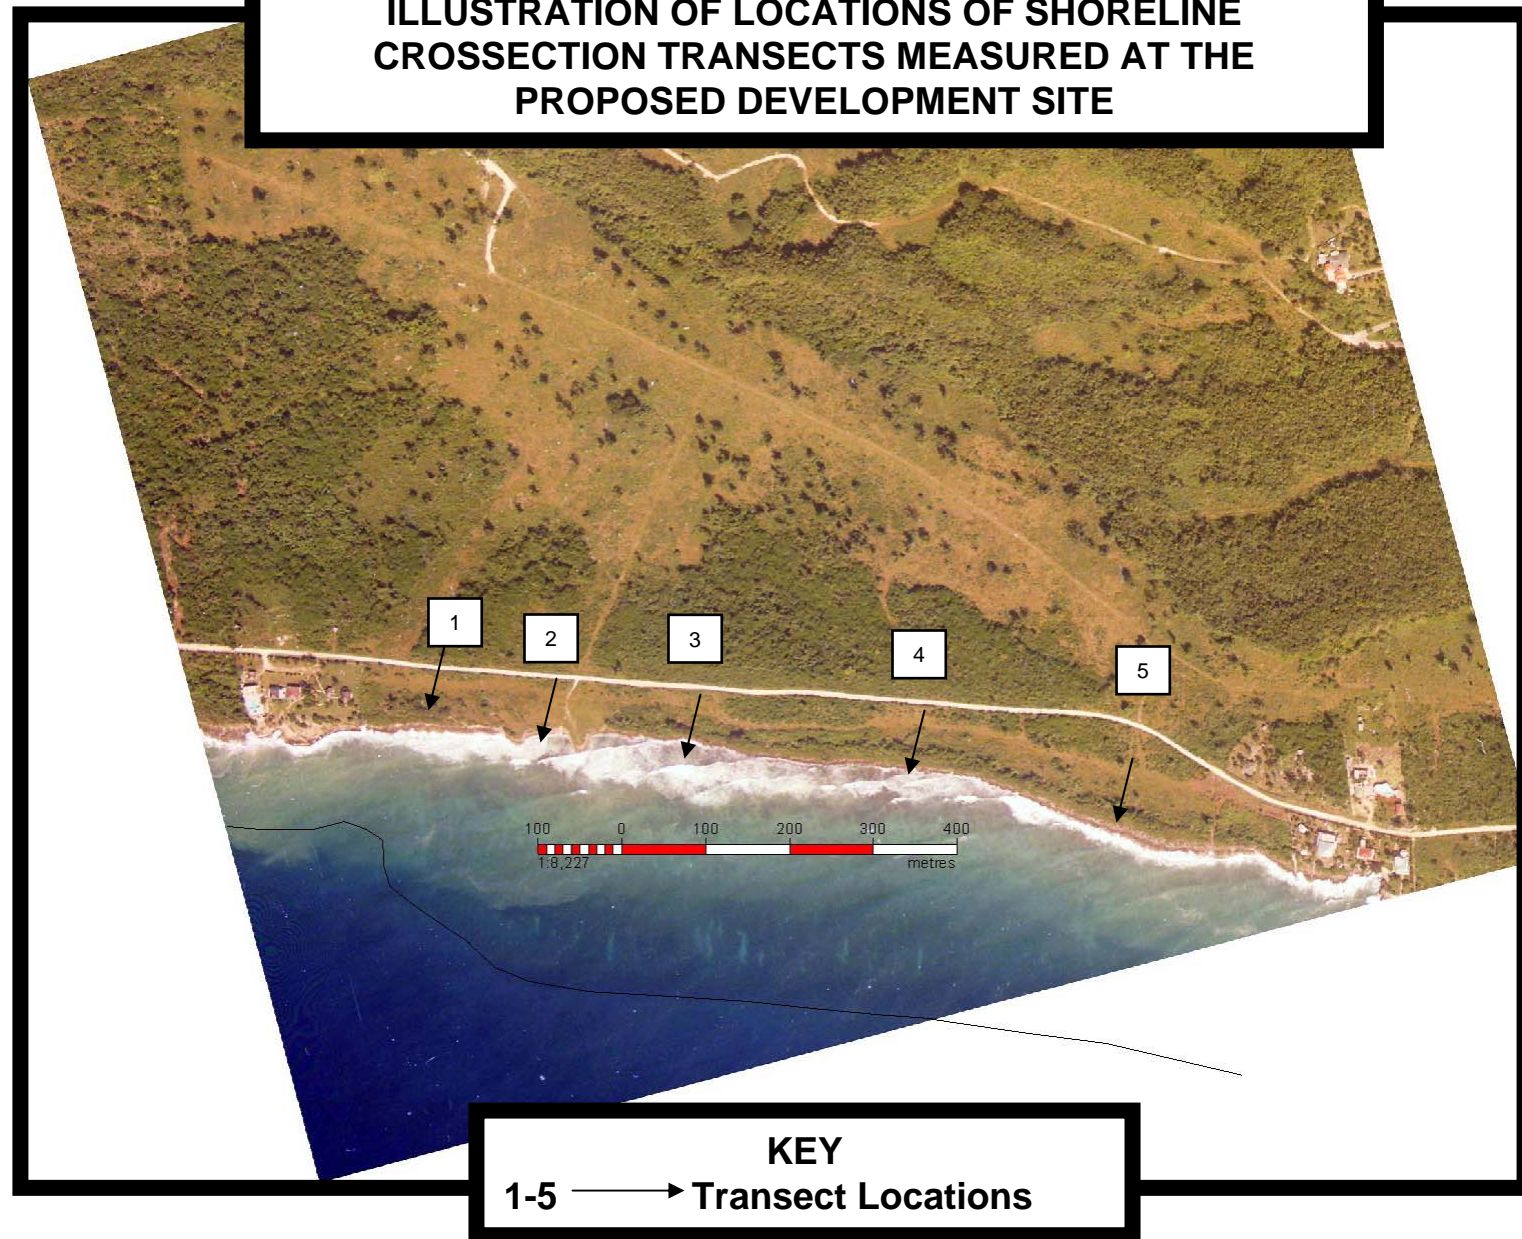 ILLUSTRATION OF LOCATIONS OF SHORELINE
CROSSECTION TRANSECTS MEASURED AT THE
PROPOSED DEVELOPMENT SITE
1
2
3
4
5
100 0 100 200 300 400
1:8,227 metres
KEY
1-5 Transect Locations